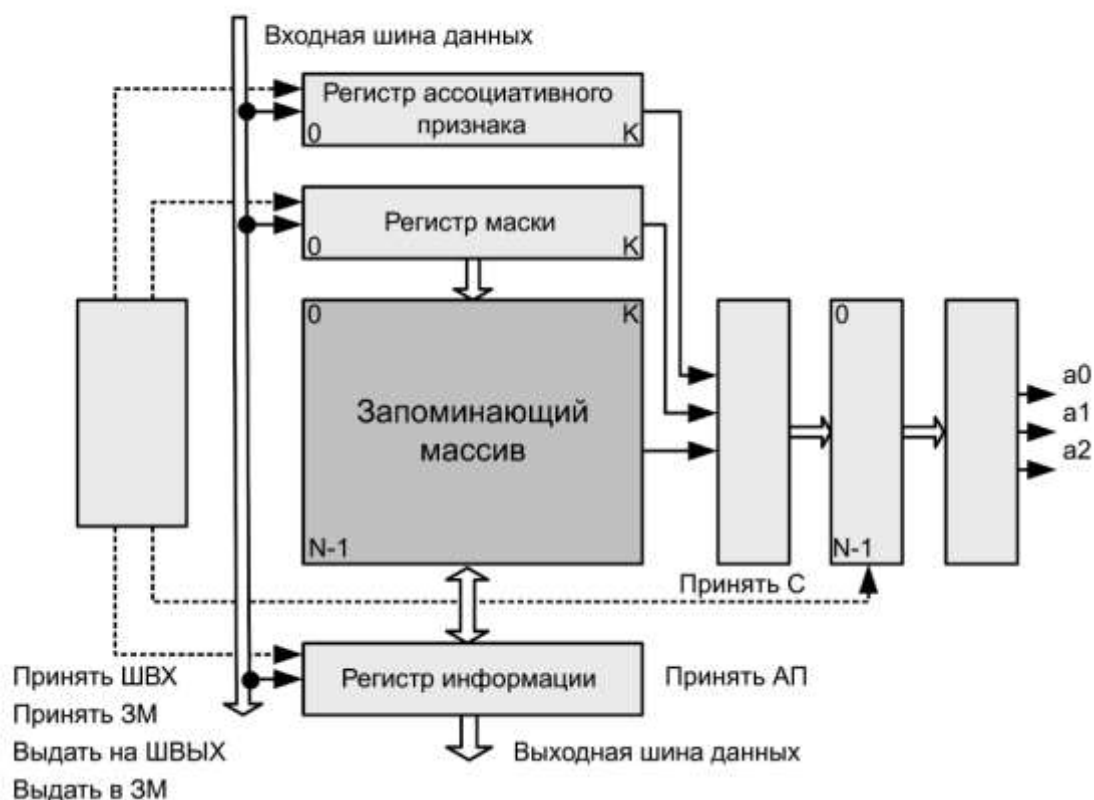 Входная шина данных
Регистр ассоциативного
признака
0 K
Регистр маски
0 K
0 K
Запоминающий
массив
N-1
0
N-1
a0
a1
a2
Принять С
Регистр информации
Принять АП
Принять ШВХ
Принять ЗМ
Выдать на ШВЫХ
Выдать в ЗМ
Выходная шина данных